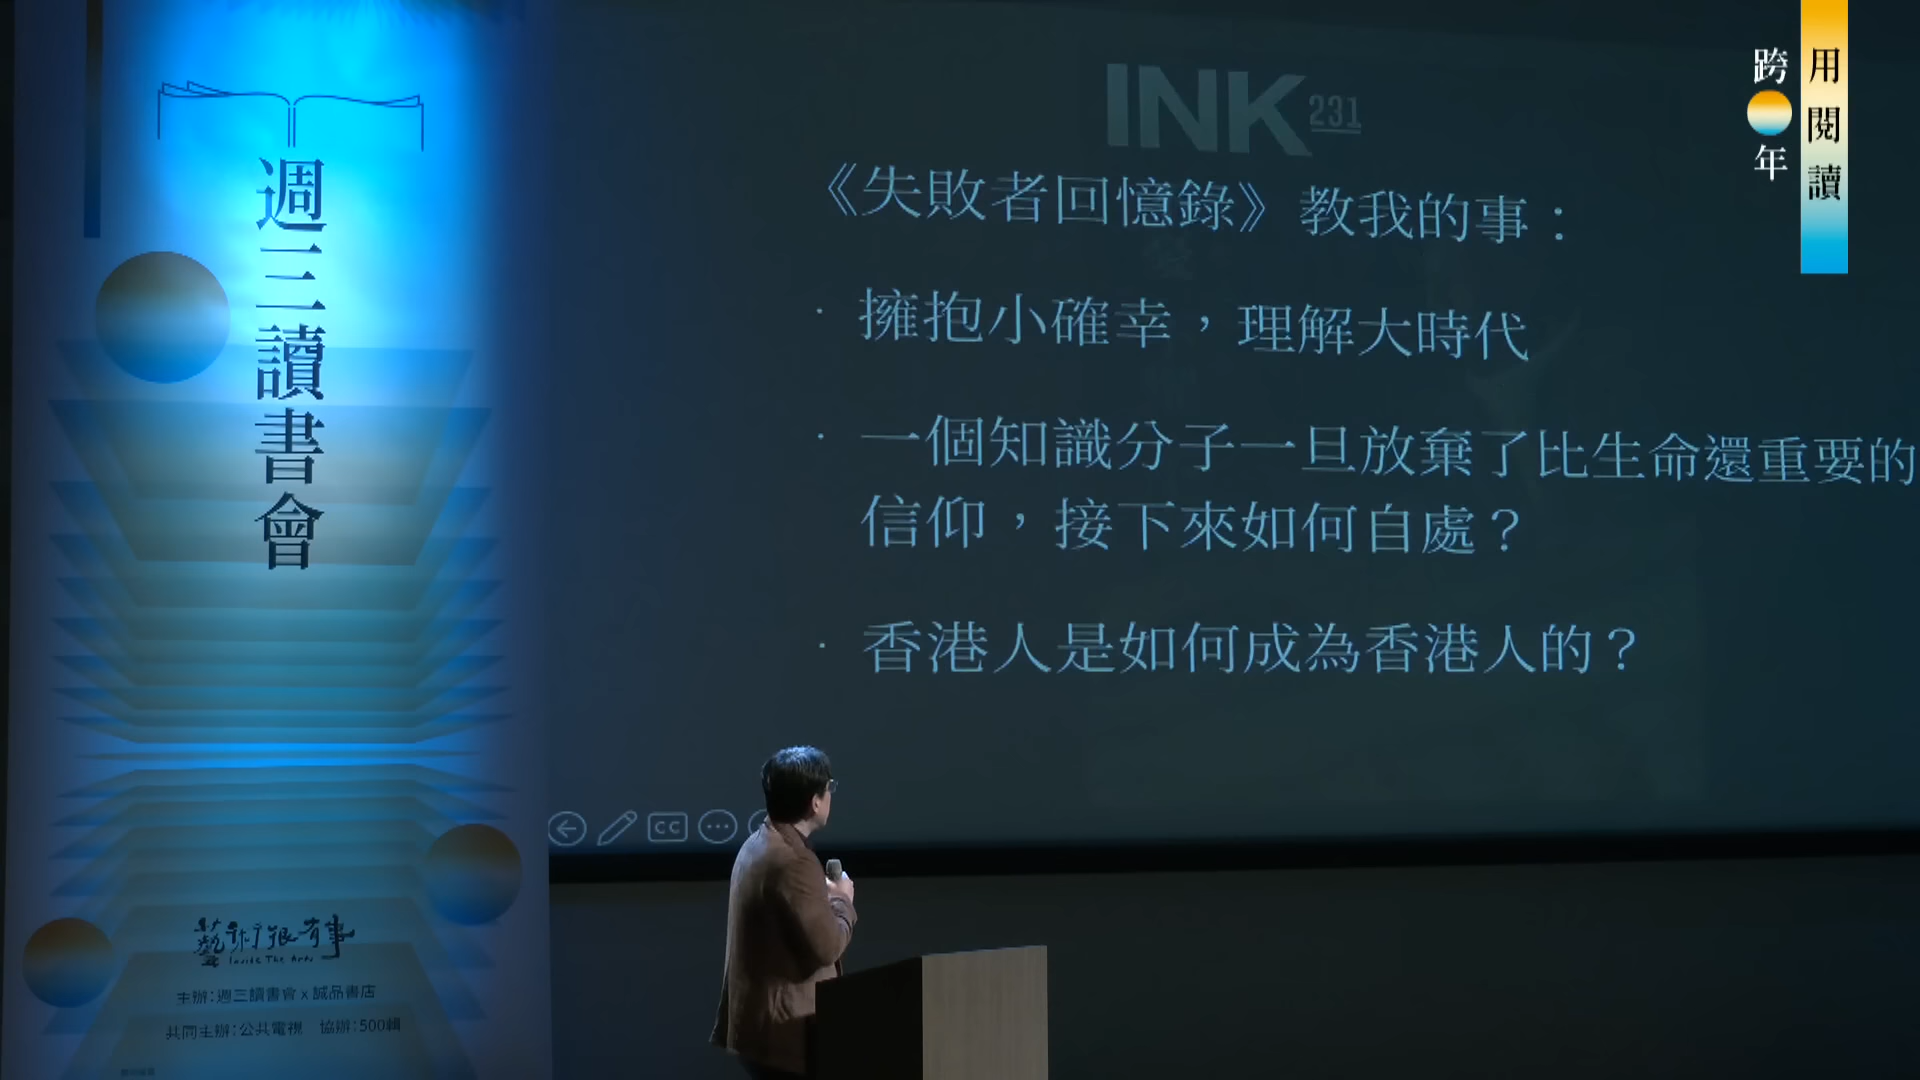 週三讀書會
藝術很有事
Inside The Arts
主辦：週三讀書會 x 誠品書店
共同主辦：公共電視　協辦：500輯
INK 231
《失敗者回憶錄》教我的事：
· 擁抱小確幸，理解大時代
· 一個知識分子一旦放棄了比生命還重要的
信仰，接下來如何自處？
· 香港人是如何成為香港人的？
CC
用閱讀
跨年